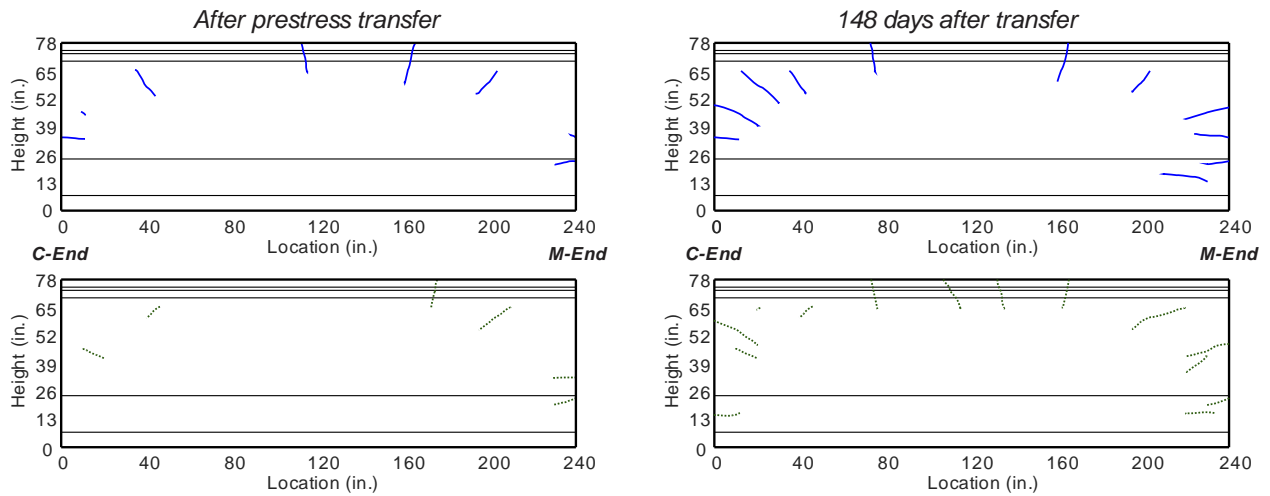 After prestress transfer
148 days after transfer
Height (in.)
78
65
52
39
26
13
0
0 40 80 120 160 200 240
Location (in.)
Height (in.)
78
65
52
39
26
13
0
0 40 80 120 160 200 240
Location (in.)
C-End M-End
C-End M-End
Height (in.)
78
65
52
39
26
13
0
0 40 80 120 160 200 240
Location (in.)
Height (in.)
78
65
52
39
26
13
0
0 40 80 120 160 200 240
Location (in.)